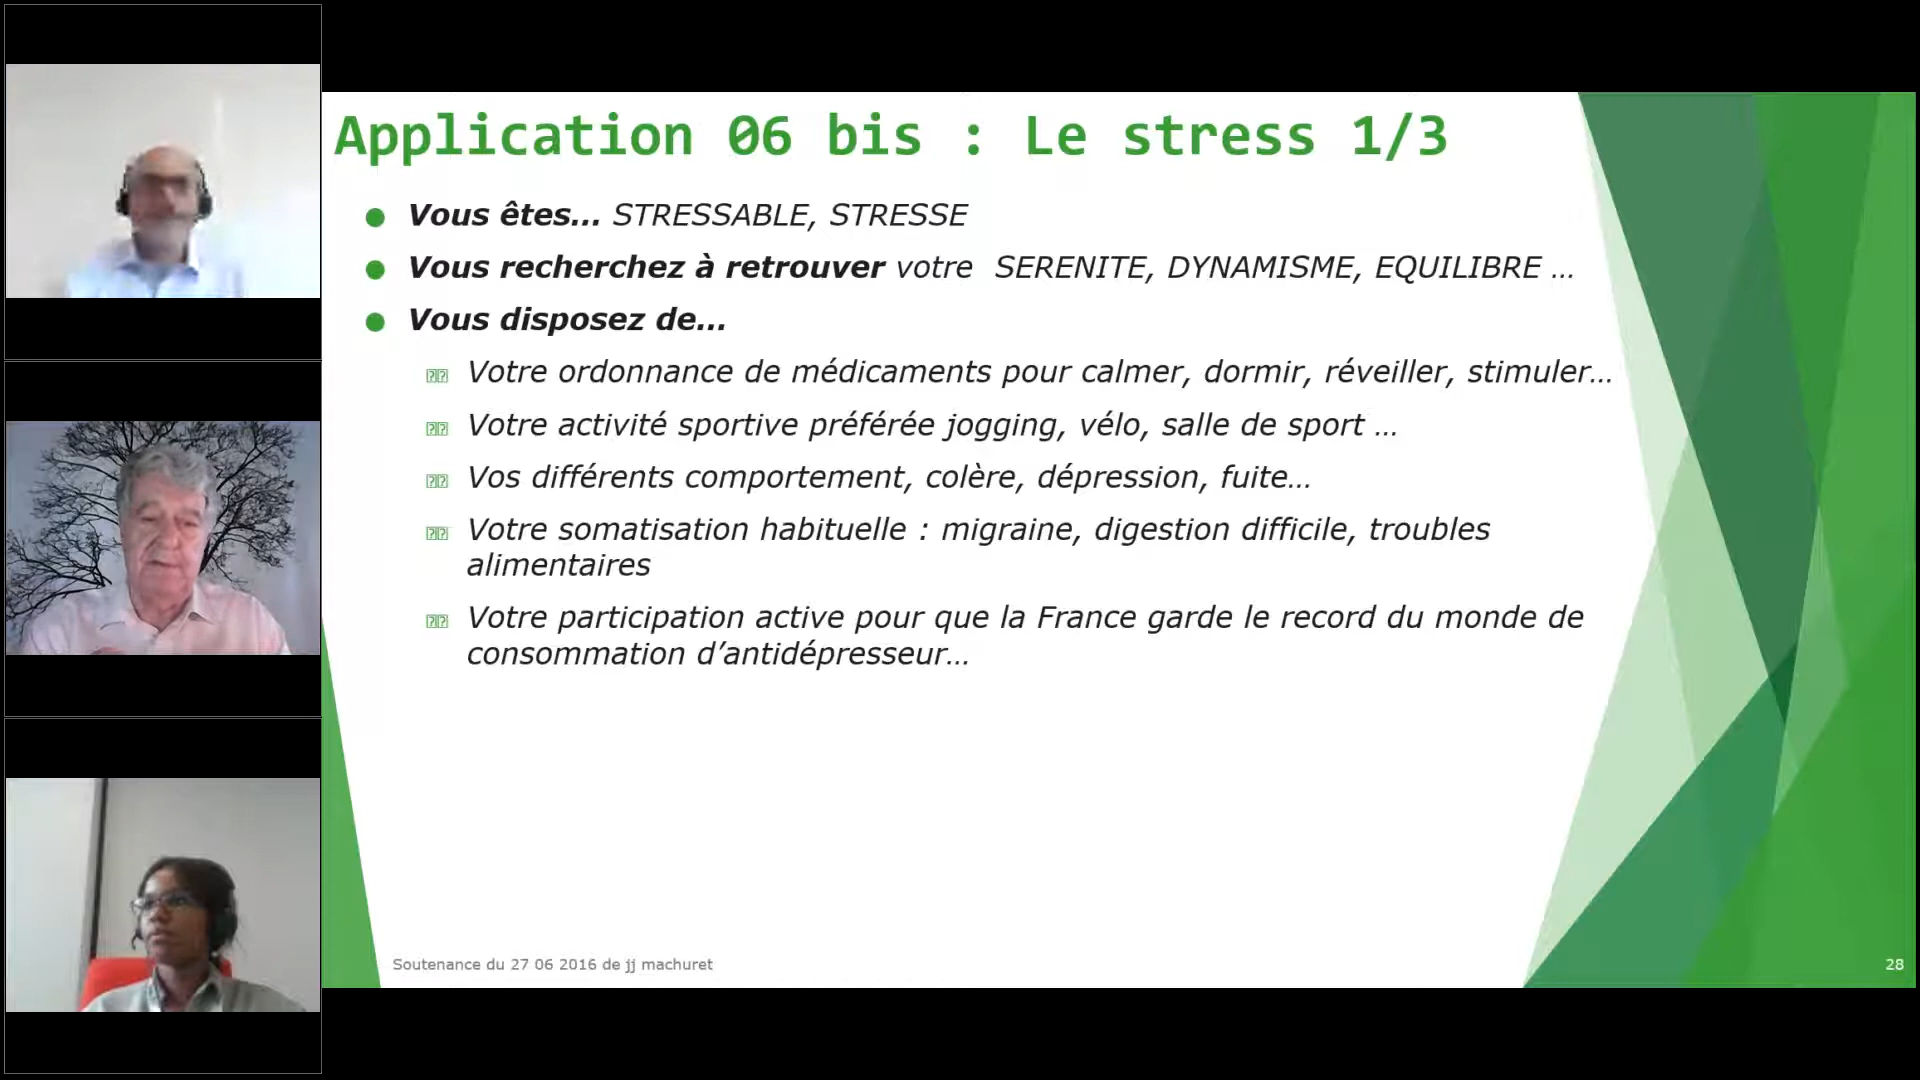 Application 06 bis : Le stress 1/3
Vous êtes... STRESSABLE, STRESSE
Vous recherchez à retrouver votre SERENITE, DYNAMISME, EQUILIBRE ...
Vous disposez de...
Votre ordonnance de médicaments pour calmer, dormir, réveiller, stimuler...
Votre activité sportive préférée jogging, vélo, salle de sport ...
Vos différents comportement, colère, dépression, fuite...
Votre somatisation habituelle : migraine, digestion difficile, troubles
alimentaires
Votre participation active pour que la France garde le record du monde de
consommation d’antidépresseur...
Soutenance du 27 06 2016 de jj machuret
28